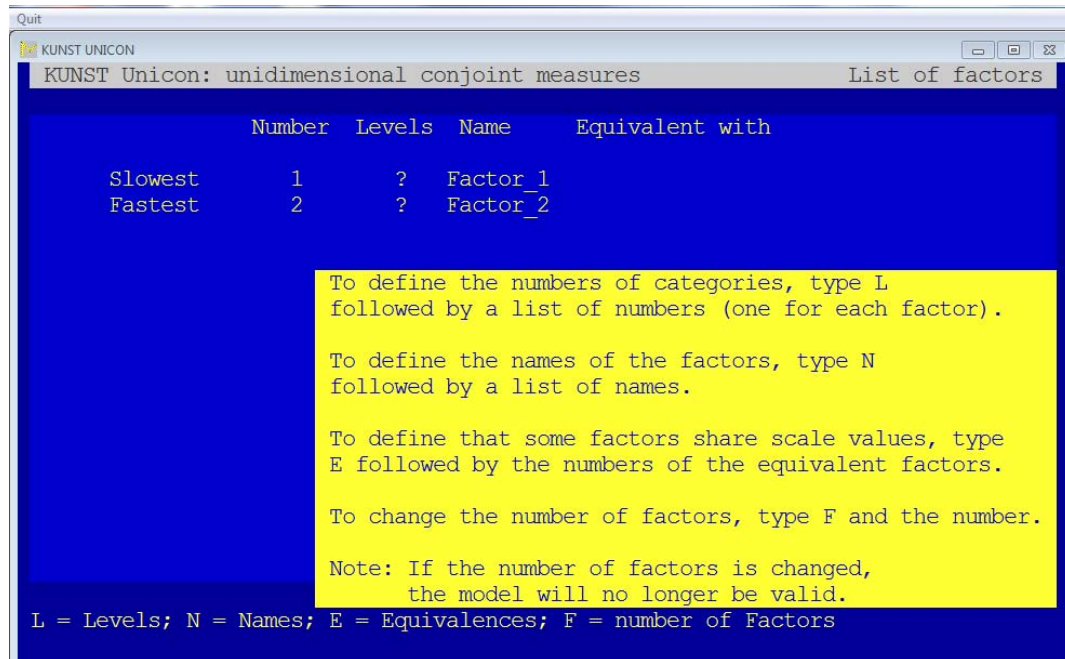 Quit
KUNST UNICON
KUNST Unicon: unidimensional conjoint measures List of factors
Number Levels Name Equivalent with
Slowest 1 ? Factor_1
Fastest 2 ? Factor_2
To define the numbers of categories, type L
followed by a list of numbers (one for each factor).
To define the names of the factors, type N
followed by a list of names.
To define that some factors share scale values, type
E followed by the numbers of the equivalent factors.
To change the number of factors, type F and the number.
Note: If the number of factors is changed,
the model will no longer be valid.
L = Levels; N = Names; E = Equivalences; F = number of Factors